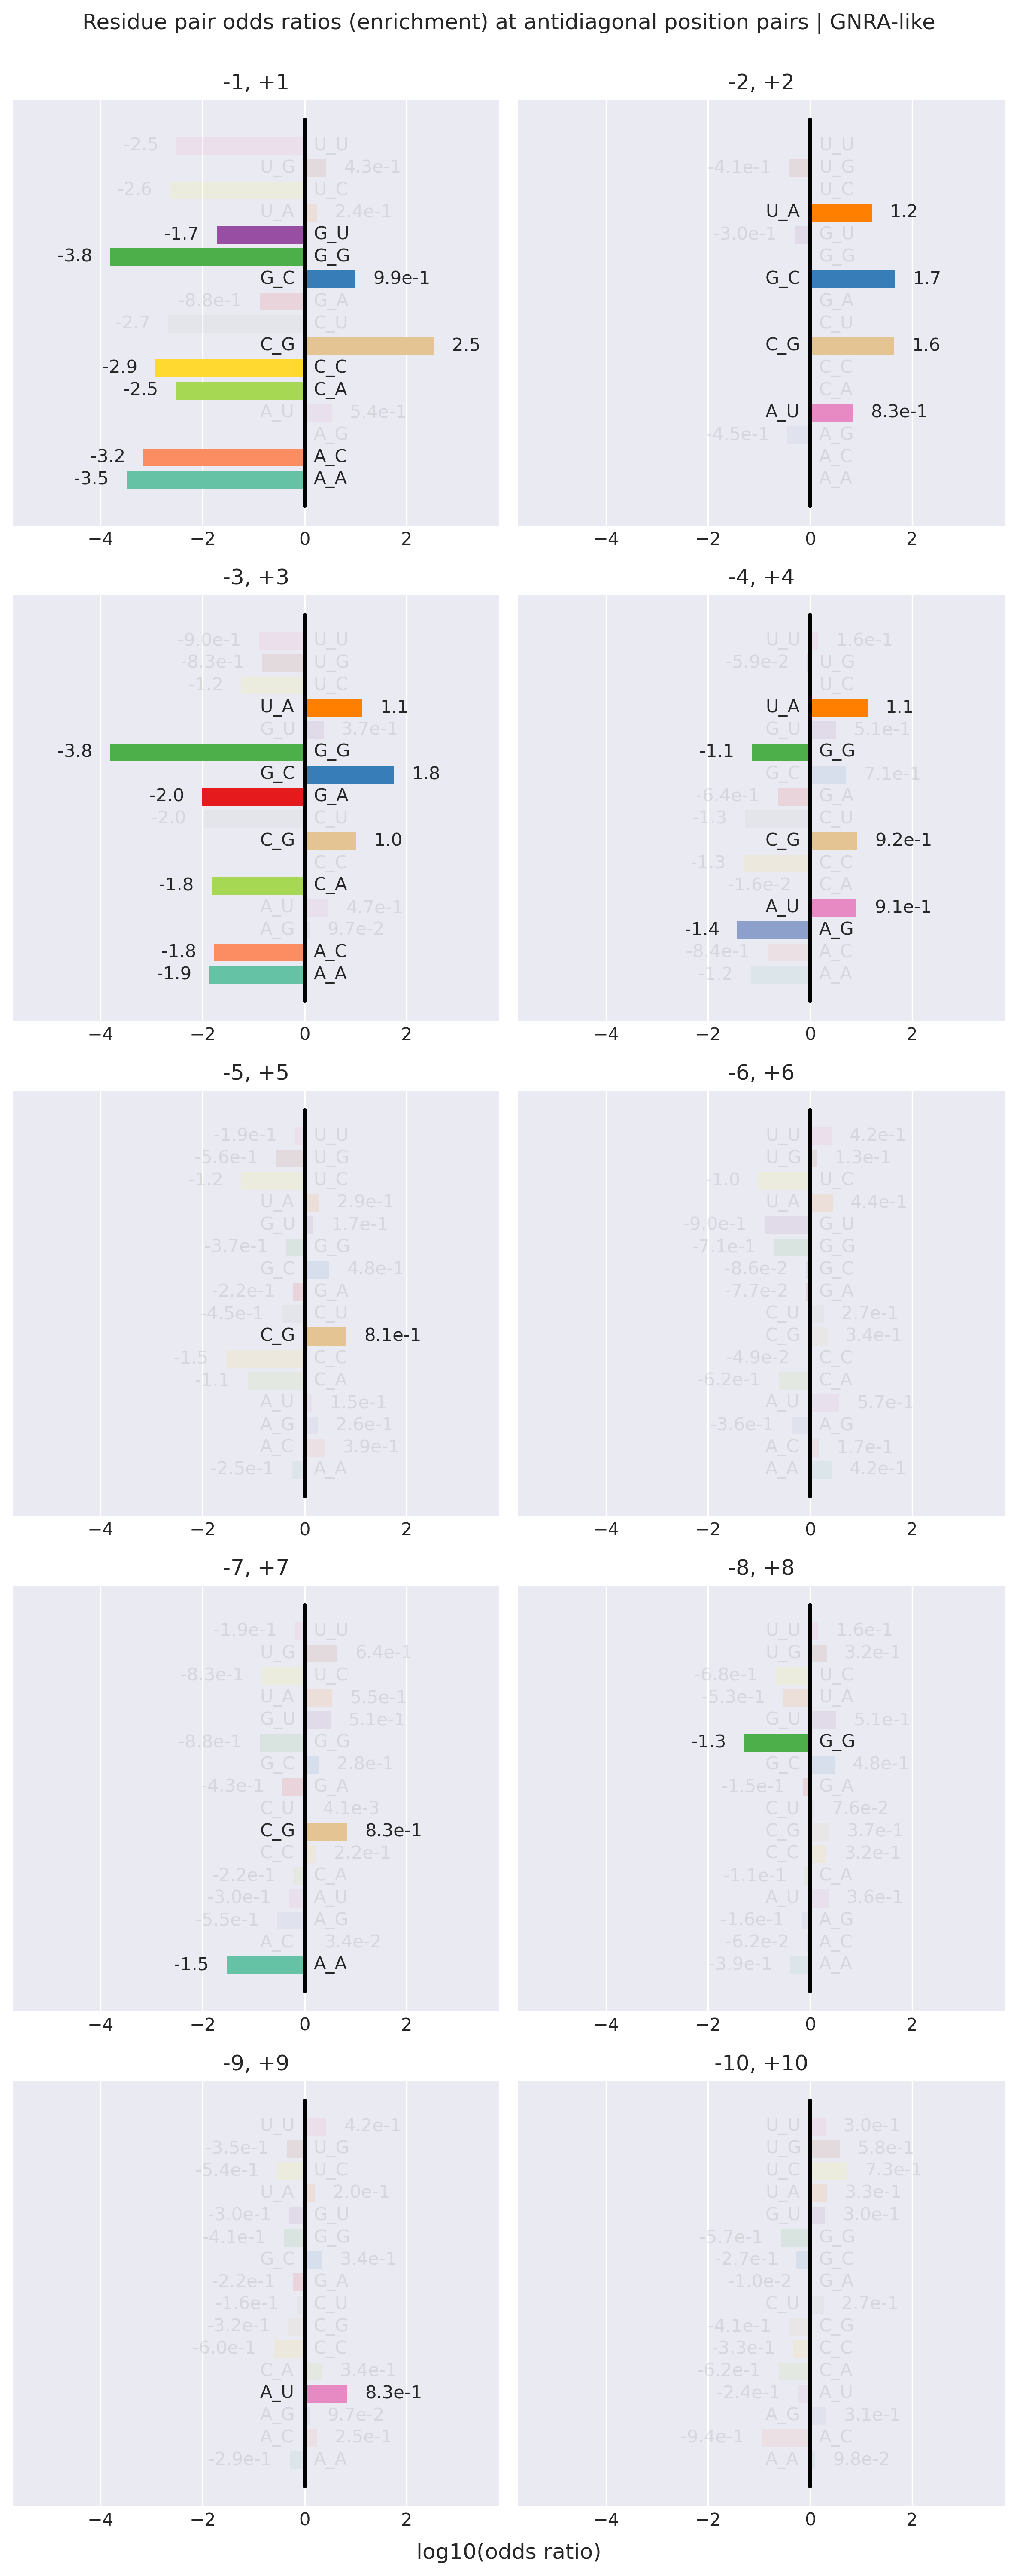 Residue pair odds ratios (enrichment) at antidiagonal position pairs | GNRA-like
-1, +1
-2.5 U_U
U_G 4.3e-1
-2.6 U_C
U_A 2.4e-1
-1.7 G_U
-3.8 G_G
G_C 9.9e-1
-8.8e-1 G_A
-2.7 C_U
C_G 2.5
-2.9 C_C
-2.5 C_A
A_U 5.4e-1
A_G
-3.2 A_C
-3.5 A_A
−4 −2 0 2
-2, +2
U_U
-4.1e-1 U_G
U_C
U_A 1.2
-3.0e-1 G_U
G_G
G_C 1.7
G_A
C_U
C_G 1.6
C_C
C_A
A_U 8.3e-1
-4.5e-1 A_G
A_C
A_A
−4 −2 0 2
-3, +3
-9.0e-1 U_U
-8.3e-1 U_G
-1.2 U_C
U_A 1.1
G_U 3.7e-1
-3.8 G_G
G_C 1.8
-2.0 G_A
-2.0 C_U
C_G 1.0
C_C
-1.8 C_A
A_U 4.7e-1
A_G 9.7e-2
-1.8 A_C
-1.9 A_A
−4 −2 0 2
-4, +4
U_U 1.6e-1
-5.9e-2 U_G
U_C
U_A 1.1
G_U 5.1e-1
-1.1 G_G
G_C 7.1e-1
-6.4e-1 G_A
-1.3 C_U
C_G 9.2e-1
-1.3 C_C
-1.6e-2 C_A
A_U 9.1e-1
-1.4 A_G
-8.4e-1 A_C
-1.2 A_A
−4 −2 0 2
-5, +5
-1.9e-1 U_U
-5.6e-1 U_G
-1.2 U_C
U_A 2.9e-1
G_U 1.7e-1
-3.7e-1 G_G
G_C 4.8e-1
-2.2e-1 G_A
-4.5e-1 C_U
C_G 8.1e-1
-1.5 C_C
-1.1 C_A
A_U 1.5e-1
A_G 2.6e-1
A_C 3.9e-1
-2.5e-1 A_A
−4 −2 0 2
-6, +6
U_U 4.2e-1
U_G 1.3e-1
-1.0 U_C
U_A 4.4e-1
-9.0e-1 G_U
-7.1e-1 G_G
-8.6e-2 G_C
-7.7e-2 G_A
C_U 2.7e-1
C_G 3.4e-1
-4.9e-2 C_C
-6.2e-1 C_A
A_U 5.7e-1
-3.6e-1 A_G
A_C 1.7e-1
A_A 4.2e-1
−4 −2 0 2
-7, +7
-1.9e-1 U_U
U_G 6.4e-1
-8.3e-1 U_C
U_A 5.5e-1
G_U 5.1e-1
-8.8e-1 G_G
G_C 2.8e-1
-4.3e-1 G_A
C_U 4.1e-3
C_G 8.3e-1
C_C 2.2e-1
-2.2e-1 C_A
-3.0e-1 A_U
-5.5e-1 A_G
A_C 3.4e-2
-1.5 A_A
−4 −2 0 2
-8, +8
U_U 1.6e-1
U_G 3.2e-1
-6.8e-1 U_C
-5.3e-1 U_A
G_U 5.1e-1
-1.3 G_G
G_C 4.8e-1
-1.5e-1 G_A
C_U 7.6e-2
C_G 3.7e-1
C_C 3.2e-1
-1.1e-1 C_A
A_U 3.6e-1
-1.6e-1 A_G
-6.2e-2 A_C
-3.9e-1 A_A
−4 −2 0 2
-9, +9
U_U 4.2e-1
-3.5e-1 U_G
-5.4e-1 U_C
U_A 2.0e-1
-3.0e-1 G_U
-4.1e-1 G_G
G_C 3.4e-1
-2.2e-1 G_A
-1.6e-1 C_U
-3.2e-1 C_G
-6.0e-1 C_C
C_A 3.4e-1
A_U 8.3e-1
A_G 9.7e-2
A_C 2.5e-1
-2.9e-1 A_A
−4 −2 0 2
-10, +10
U_U 3.0e-1
U_G 5.8e-1
U_C 7.3e-1
U_A 3.3e-1
G_U 3.0e-1
-5.7e-1 G_G
-2.7e-1 G_C
-1.0e-2 G_A
C_U 2.7e-1
-4.1e-1 C_G
-3.3e-1 C_C
-6.2e-1 C_A
-2.4e-1 A_U
A_G 3.1e-1
-9.4e-1 A_C
A_A 9.8e-2
−4 −2 0 2
log10(odds ratio)